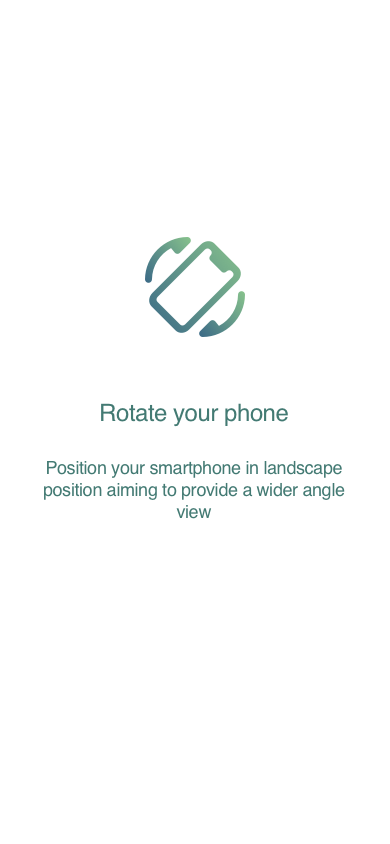 Rotate your phone
Position your smartphone in landscape
position aiming to provide a wider angle
view